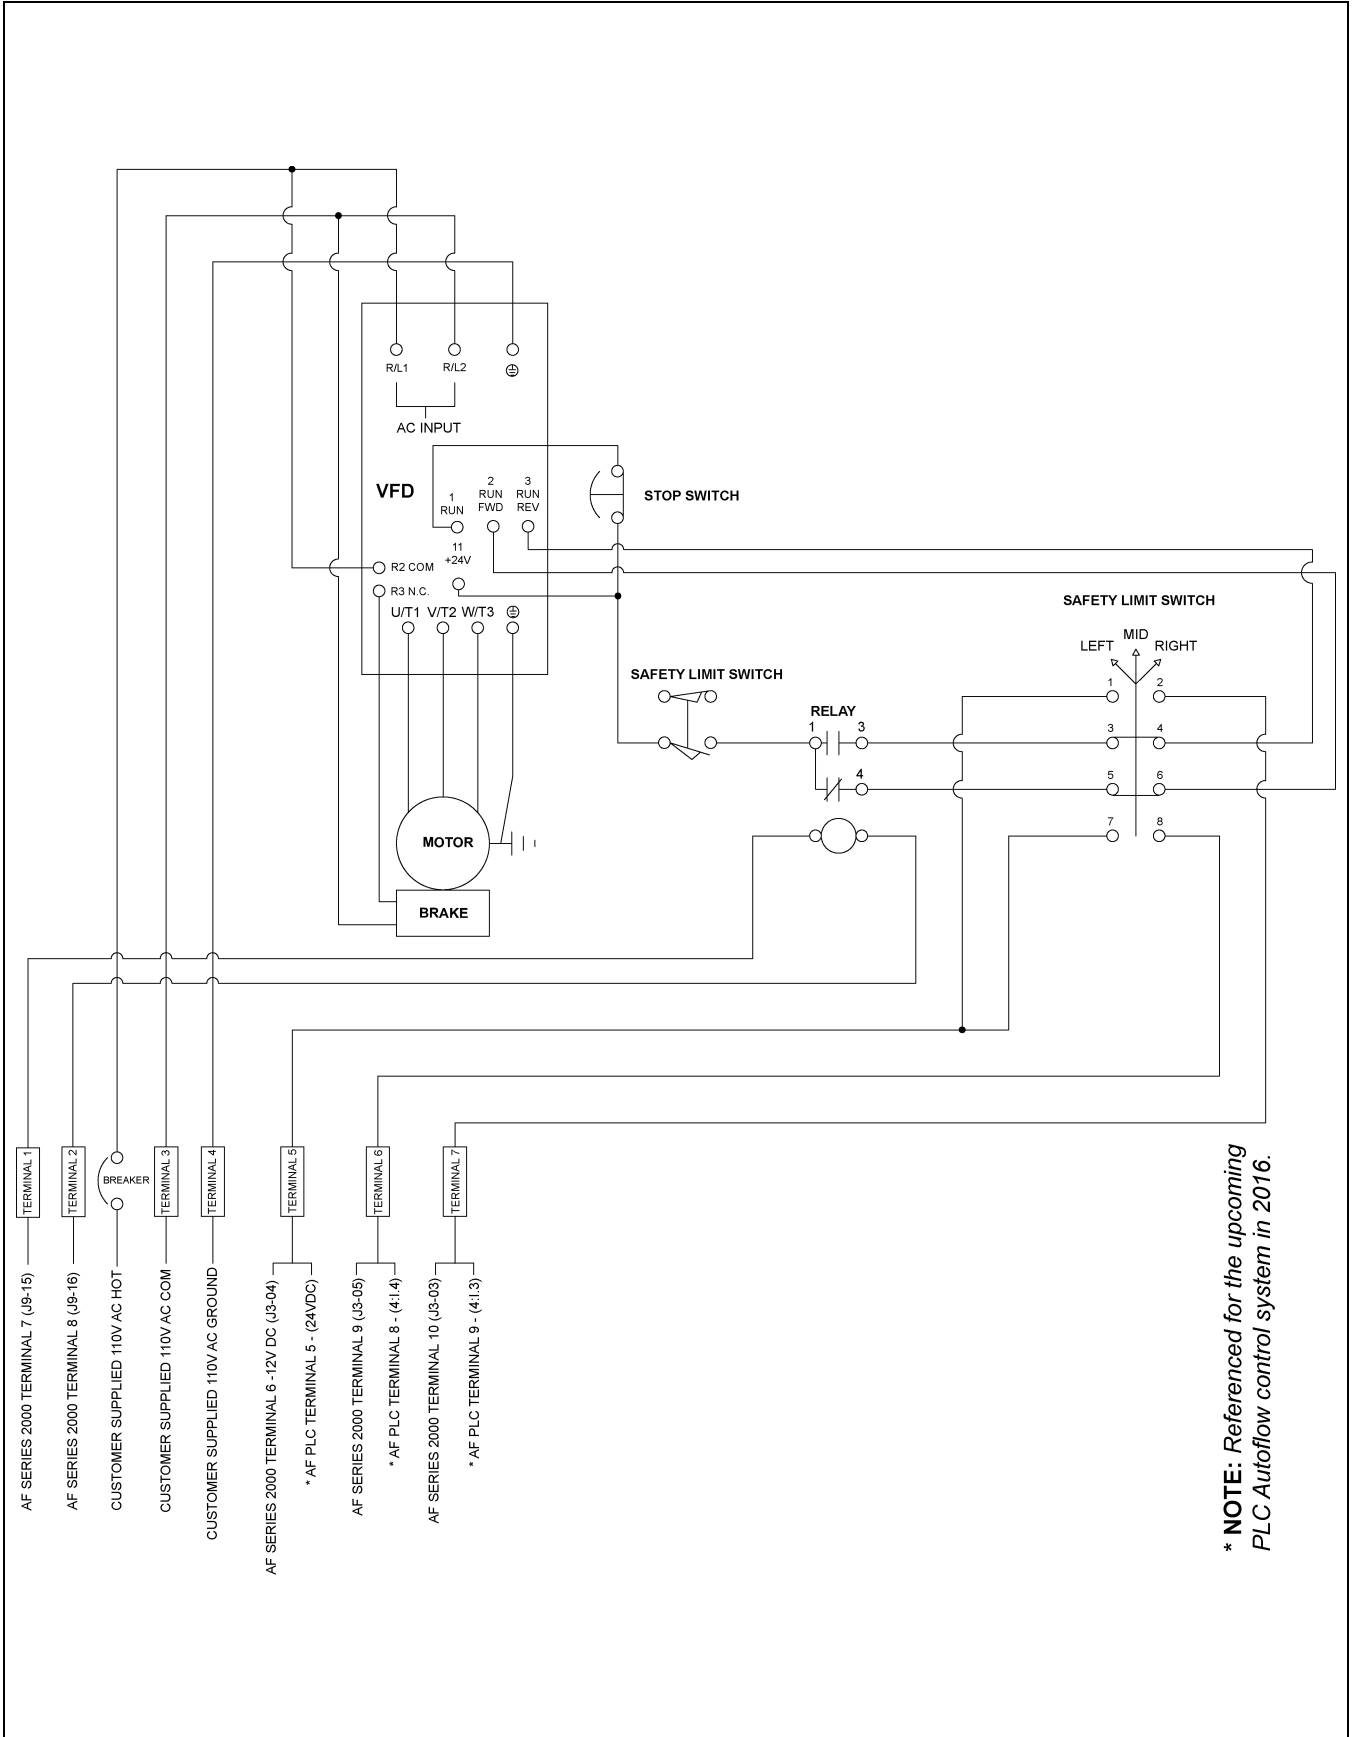 R/L1
R/L2
AC INPUT
VFD
1
RUN
2
RUN
FWD
3
RUN
REV
11
+24V
R2 COM
R3 N.C.
U/T1
V/T2
W/T3
STOP SWITCH
SAFETY LIMIT SWITCH
LEFT
MID
RIGHT
SAFETY LIMIT SWITCH
RELAY
1
3
4
1
2
3
4
5
6
7
8
MOTOR
BRAKE
TERMINAL 1
TERMINAL 2
BREAKER
TERMINAL 3
TERMINAL 4
TERMINAL 5
TERMINAL 6
TERMINAL 7
AF SERIES 2000 TERMINAL 7 (J9-15)
AF SERIES 2000 TERMINAL 8 (J9-16)
CUSTOMER SUPPLIED 110V AC HOT
CUSTOMER SUPPLIED 110V AC COM
CUSTOMER SUPPLIED 110V AC GROUND
AF SERIES 2000 TERMINAL 6 -12V DC (J3-04)
* AF PLC TERMINAL 5 - (24VDC)
AF SERIES 2000 TERMINAL 9 (J3-05)
* AF PLC TERMINAL 8 - (4:I.4)
AF SERIES 2000 TERMINAL 10 (J3-03)
* AF PLC TERMINAL 9 - (4:I.3)
* NOTE: Referenced for the upcoming
PLC Autoflow control system in 2016.